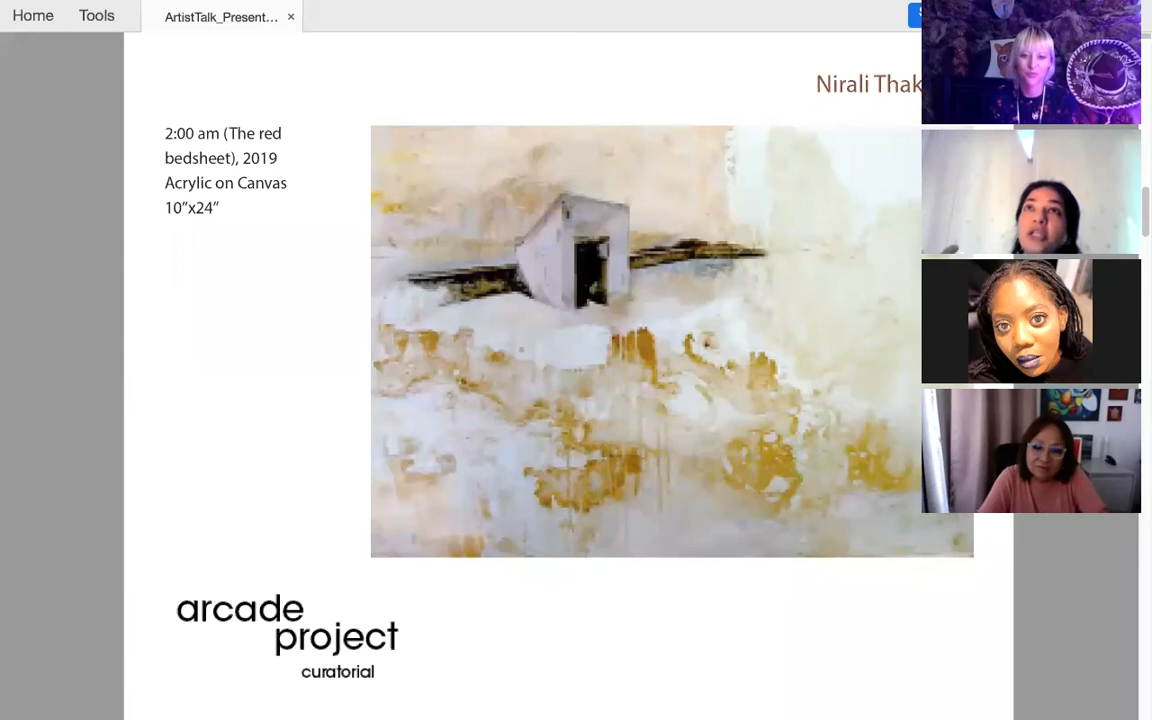 Home Tools ArtistTalk_Present... ×
Nirali Thak
2:00 am (The red
bedsheet), 2019
Acrylic on Canvas
10”x24”
arcade
project
curatorial